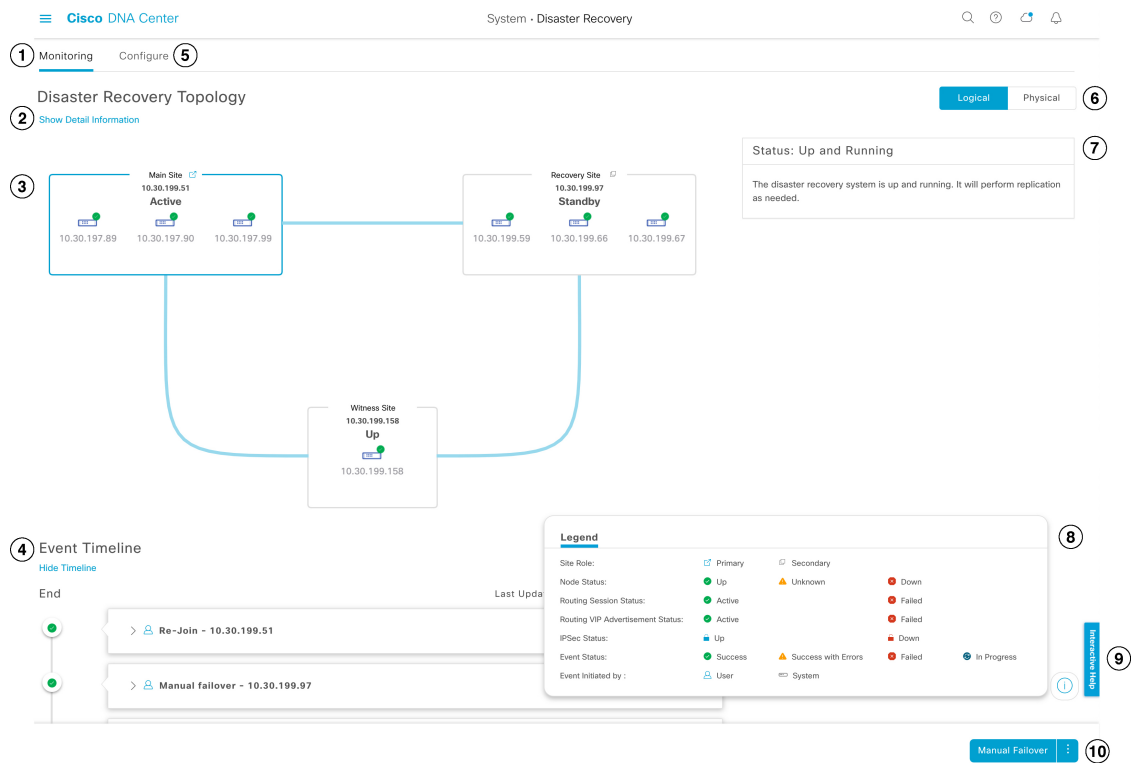 Cisco DNA Center
System · Disaster Recovery
1 Monitoring Configure 5
Disaster Recovery Topology
Logical Physical 6
2 Show Detail Information
Status: Up and Running 7
The disaster recovery system is up and running. It will perform replication
as needed.
3
Main Site
10.30.199.51
Active
10.30.197.89 10.30.197.90 10.30.197.99
Recovery Site
10.30.199.97
Standby
10.30.199.59 10.30.199.66 10.30.199.67
Witness Site
10.30.199.158
Up
10.30.199.158
4 Event Timeline
Hide Timeline
End Last Upda
Re-Join - 10.30.199.51
Manual failover - 10.30.199.97
Legend 8
Site Role: Primary Secondary
Node Status: Up Unknown Down
Routing Session Status: Active Failed
Routing VIP Advertisement Status: Active Failed
IPSec Status: Up Down
Event Status: Success Success with Errors Failed In Progress
Event Initiated by : User System
Interactive Help 9
Manual Failover 10